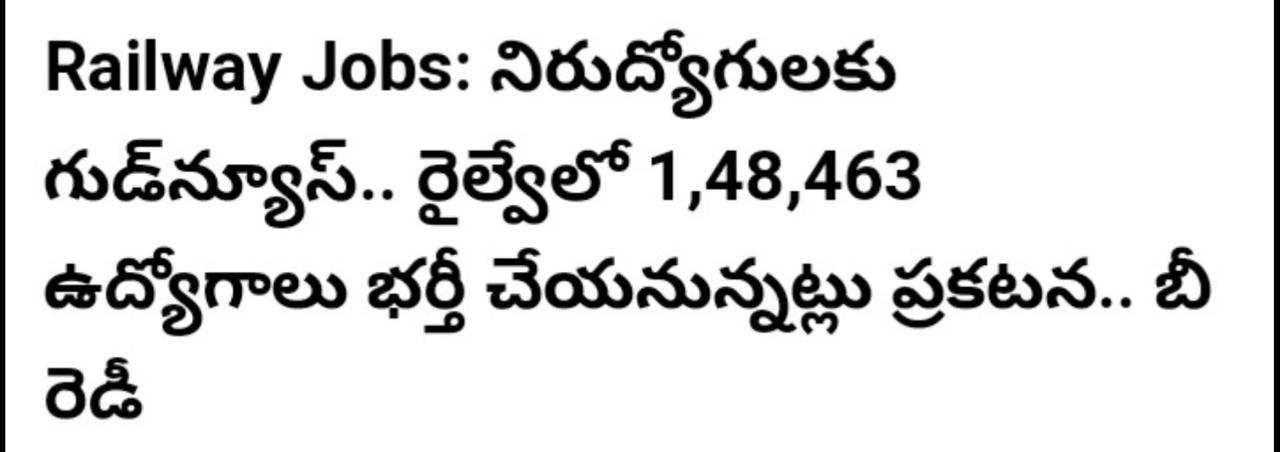 Railway Jobs: నిరుద్యోగులకు
గుడ్‌న్యూస్.. రైల్వేలో 1,48,463
ఉద్యోగాలు భర్తీ చేయనున్నట్లు ప్రకటన.. బీ
రెడీ